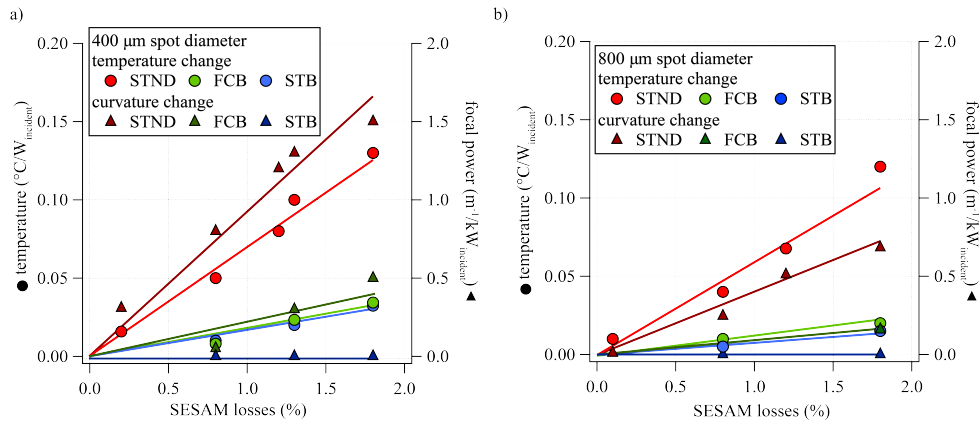 a)
400 μm spot diameter
temperature change
STND FCB STB
curvature change
STND FCB STB
0.20
0.15
0.10
0.05
0.00
2.0
1.5
1.0
0.5
0.0
temperature (°C/Wincident)
focal power (m-1/kWincident)
0.0 0.5 1.0 1.5 2.0
SESAM losses (%)
b)
800 μm spot diameter
temperature change
STND FCB STB
curvature change
STND FCB STB
0.20
0.15
0.10
0.05
0.00
2.0
1.5
1.0
0.5
0.0
temperature (°C/Wincident)
focal power (m-1/kWincident)
0.0 0.5 1.0 1.5 2.0
SESAM losses (%)